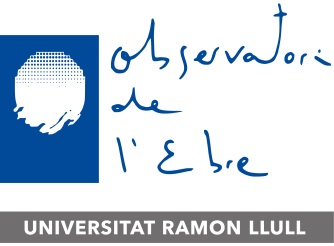 observatori
de
l'Ebre
UNIVERSITAT RAMON LLULL